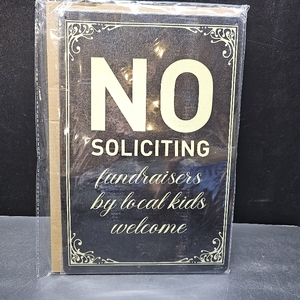 NO
SOLICITING
fundraisers
by local kids
welcome